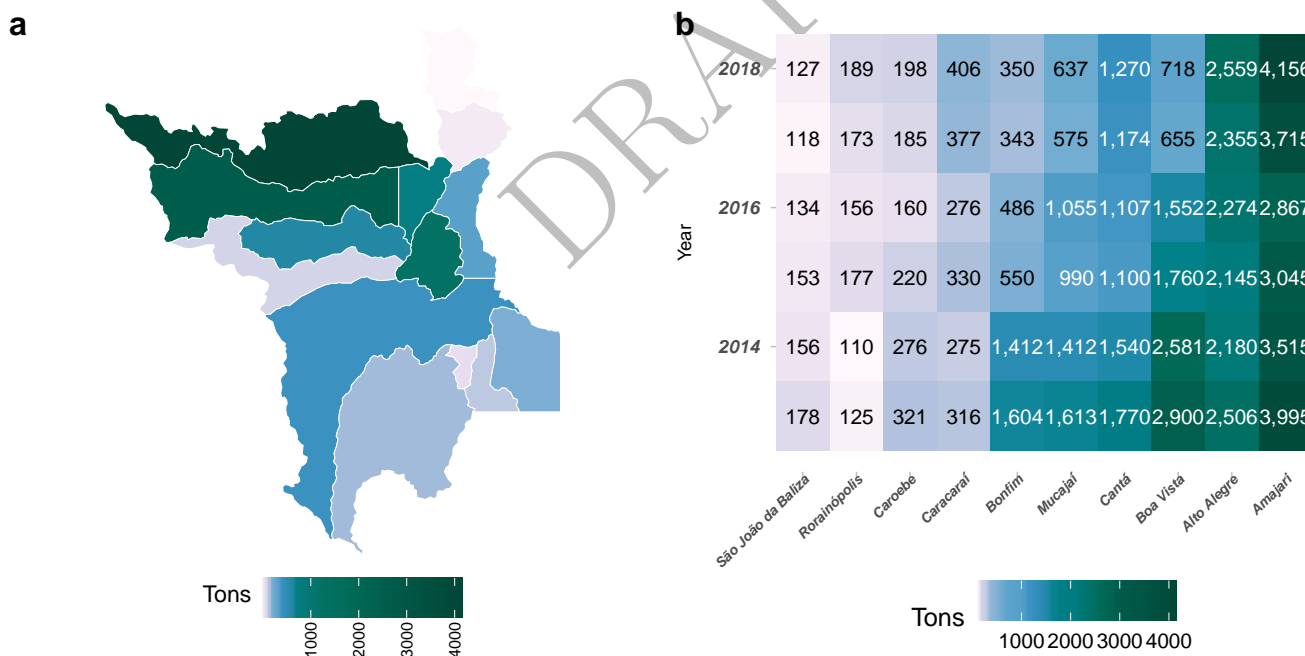 a
b
DRA
2018 127 189 198 406 350 637 1,270 718 2,559 4,156
118 173 185 377 343 575 1,174 655 2,355 3,715
2016 134 156 160 276 486 1,055 1,107 1,552 2,274 2,867
Year
153 177 220 330 550 990 1,100 1,760 2,145 3,045
2014 156 110 276 275 1,412 1,412 1,540 2,581 2,180 3,515
178 125 321 316 1,604 1,613 1,770 2,900 2,506 3,995
São João da Baliza Rorainópolis Caroebe Caracaraí Bonfim Mucajaí Cantá Boa Vista Alto Alegre Amajari
Tons
1000 2000 3000 4000
Tons
1000 2000 3000 4000